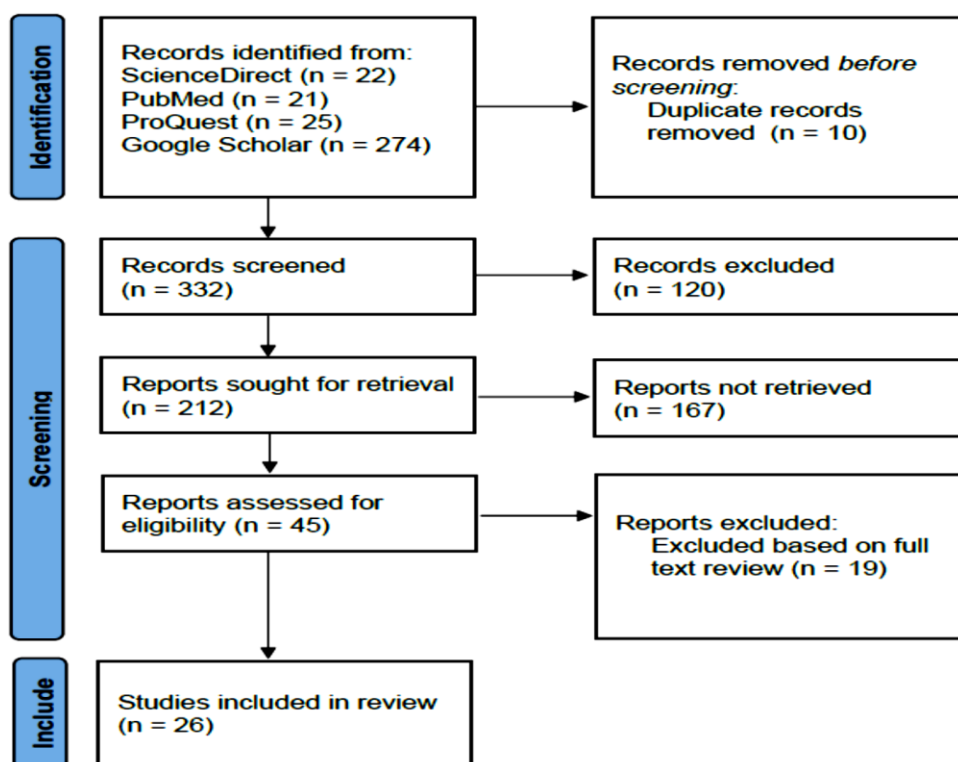 Identification
Records identified from:
ScienceDirect (n = 22)
PubMed (n = 21)
ProQuest (n = 25)
Google Scholar (n = 274)
Records removed before
screening:
Duplicate records
removed (n = 10)
Screening
Records screened
(n = 332)
Records excluded
(n = 120)
Reports sought for retrieval
(n = 212)
Reports not retrieved
(n = 167)
Reports assessed for
eligibility (n = 45)
Reports excluded:
Excluded based on full
text review (n = 19)
Include
Studies included in review
(n = 26)